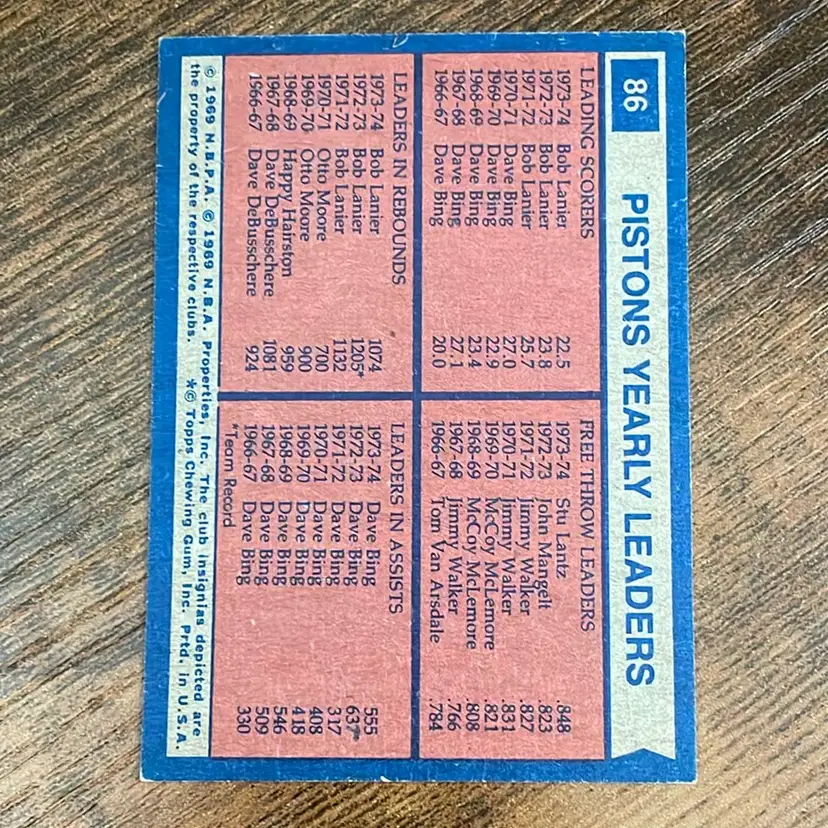 86 PISTONS YEARLY LEADERS
LEADING SCORERS
1973-74 Bob Lanier 22.5
1972-73 Bob Lanier 23.8
1971-72 Bob Lanier 25.7
1970-71 Dave Bing 27.0
1969-70 Dave Bing 22.9
1968-69 Dave Bing 23.4
1967-68 Dave Bing 27.1
1966-67 Dave Bing 20.0
FREE THROW LEADERS
1973-74 Stu Lantz .848
1972-73 John Mangelt .823
1971-72 Jimmy Walker .827
1970-71 Jimmy Walker .831
1969-70 McCoy McLemore .821
1968-69 McCoy McLemore .808
1967-68 Jimmy Walker .766
1966-67 Tom Van Arsdale .784
LEADERS IN REBOUNDS
1973-74 Bob Lanier 1074
1972-73 Bob Lanier 1205*
1971-72 Bob Lanier 1132
1970-71 Otto Moore 700
1969-70 Otto Moore 900
1968-69 Happy Hairston 959
1967-68 Dave DeBusschere 1081
1966-67 Dave DeBusschere 924
LEADERS IN ASSISTS
1973-74 Dave Bing 555
1972-73 Dave Bing 637*
1971-72 Dave Bing 317
1970-71 Dave Bing 408
1969-70 Dave Bing 418
1968-69 Dave Bing 546
1967-68 Dave Bing 509
1966-67 Dave Bing 330
*Team Record
© 1969 N.B.P.A. © 1969 N.B.A. Properties, Inc. The club insignias depicted are
the property of the respective clubs. *© Topps Chewing Gum, Inc. Prtd. in U.S.A.